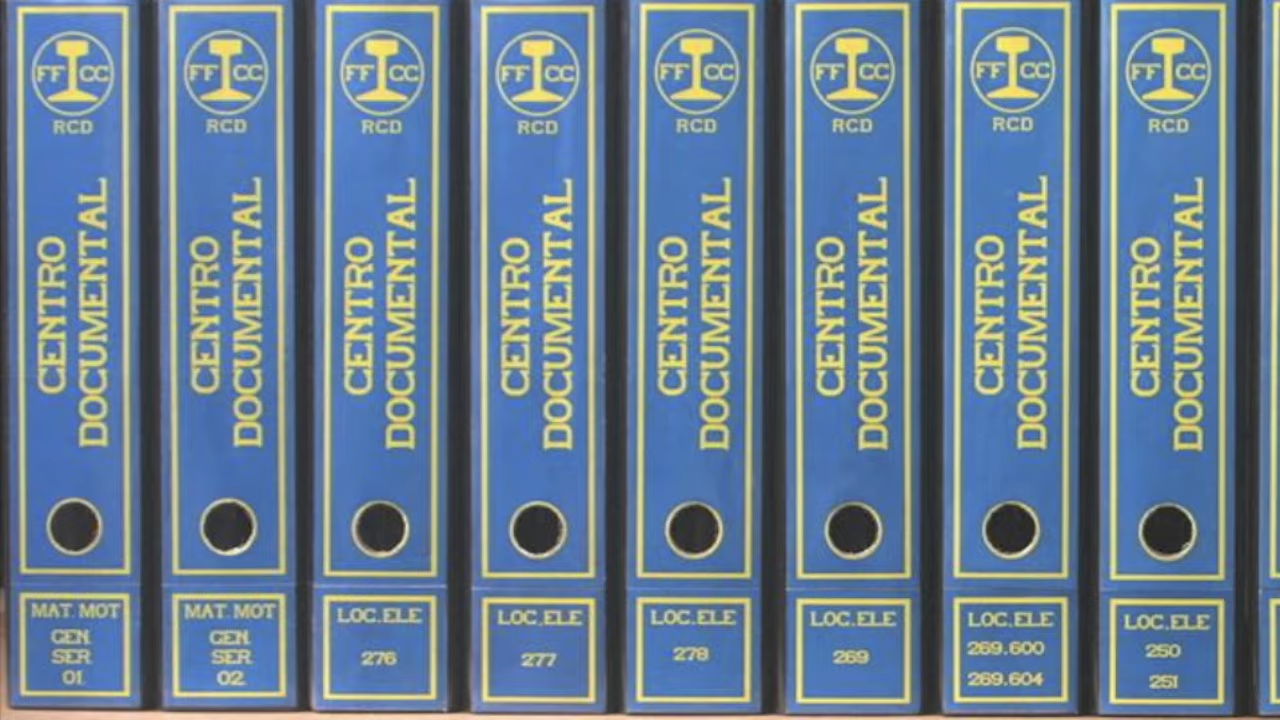 FF CC
RCD
CENTRO
DOCUMENTAL
MAT. MOT
GEN.
SER
01.
FF CC
RCD
CENTRO
DOCUMENTAL
MAT. MOT
GEN.
SER
02.
FF CC
RCD
CENTRO
DOCUMENTAL
LOC.ELE
276
FF CC
RCD
CENTRO
DOCUMENTAL
LOC.ELE
277
FF CC
RCD
CENTRO
DOCUMENTAL
LOC.ELE
278
FF CC
RCD
CENTRO
DOCUMENTAL
LOC.ELE
269
FF CC
RCD
CENTRO
DOCUMENTAL
LOC.ELE
269.600
269.604
FF CC
RCD
CENTRO
DOCUMENTAL
LOC.ELE
250
251